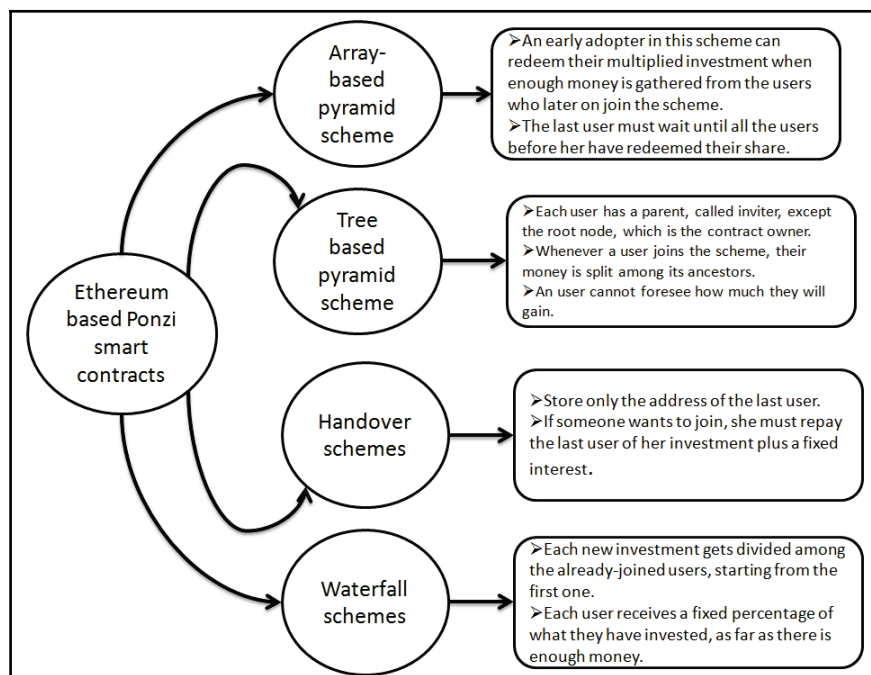 Ethereum
based Ponzi
smart
contracts
Array-
based
pyramid
scheme
➢An early adopter in this scheme can
redeem their multiplied investment when
enough money is gathered from the users
who later on join the scheme.
➢The last user must wait until all the users
before her have redeemed their share.
Tree
based
pyramid
scheme
➢Each user has a parent, called inviter, except
the root node, which is the contract owner.
➢Whenever a user joins the scheme, their
money is split among its ancestors.
➢An user cannot foresee how much they will
gain.
Handover
schemes
➢Store only the address of the last user.
➢If someone wants to join, she must repay
the last user of her investment plus a fixed
interest.
Waterfall
schemes
➢Each new investment gets divided among
the already-joined users, starting from the
first one.
➢Each user receives a fixed percentage of
what they have invested, as far as there is
enough money.